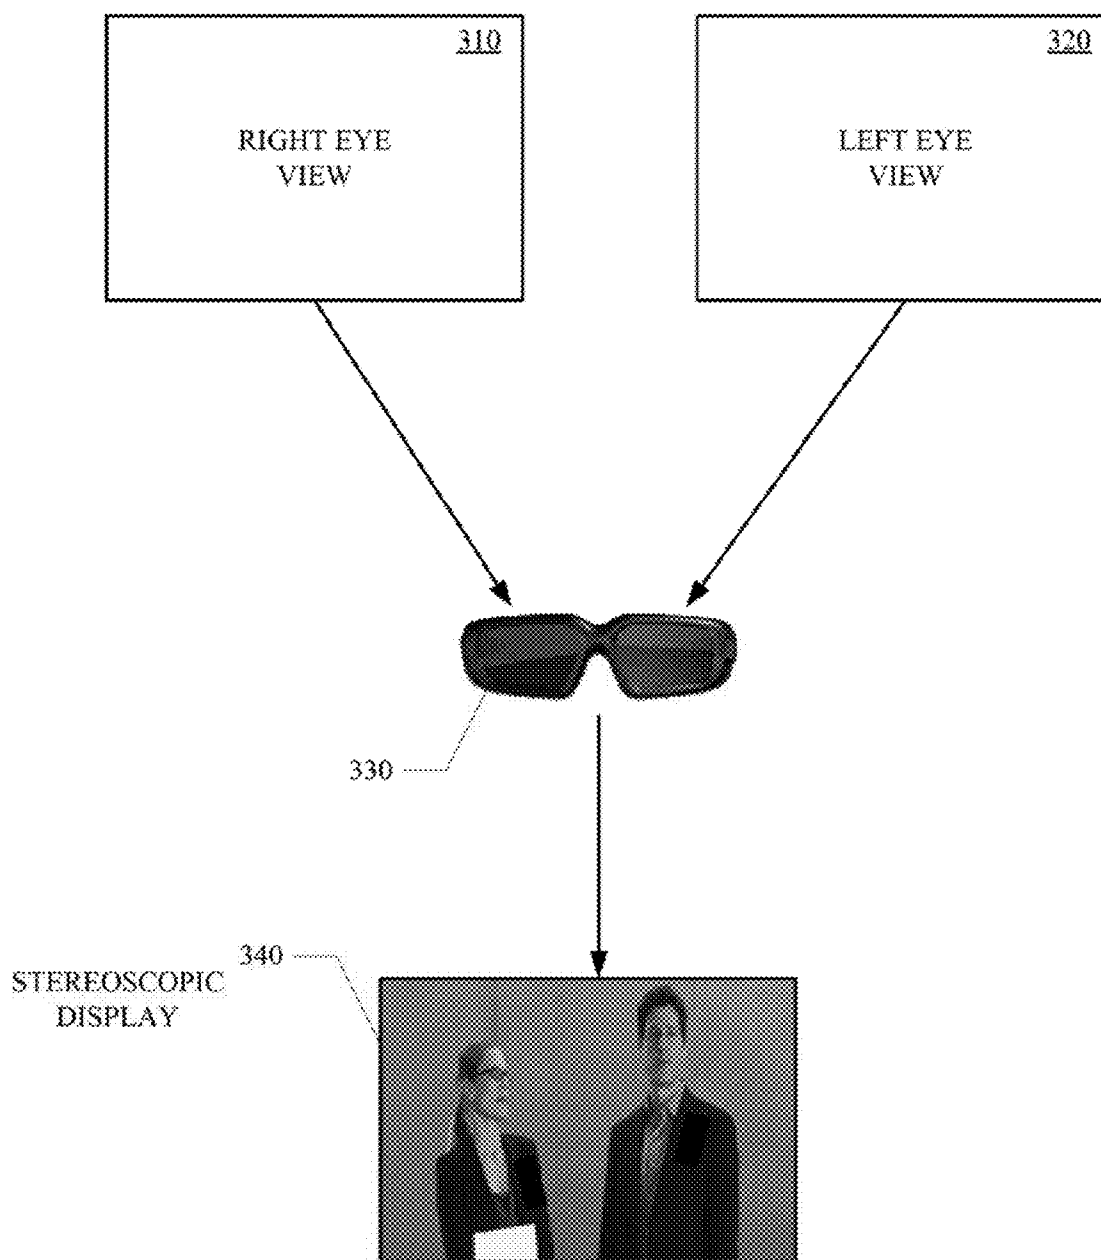 310
RIGHT EYE
VIEW
320
LEFT EYE
VIEW
330
340
STEREOSCOPIC
DISPLAY